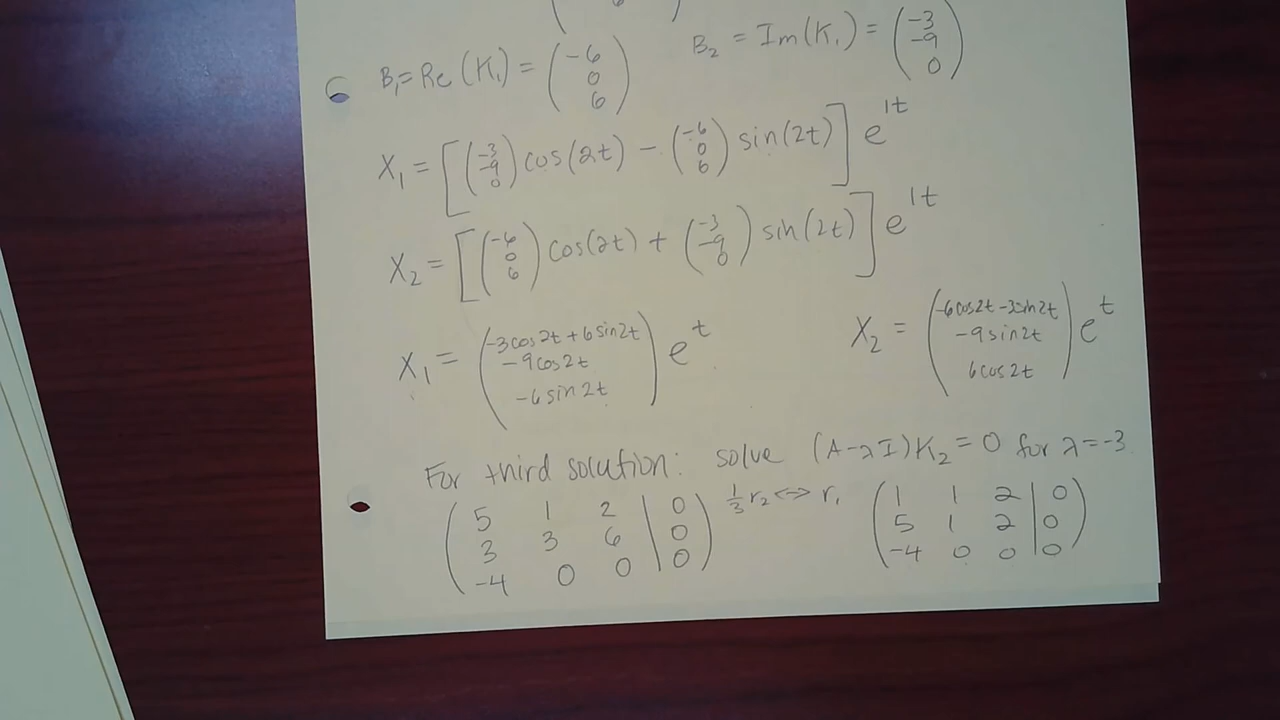 B₁= Re (K₁) = (-6 0 6) B₂ = Im(K₁) = (-3 -9 0)
X₁ = [(-3 -9 0) cos(2t) - (-6 0 6) sin(2t)] e^1t
X₂ = [(-6 0 6) cos(2t) + (-3 -9 0) sin(2t)] e^1t
X₁ = (-3cos2t + 6sin2t -9cos2t -6sin2t) e^t X₂ = (-6cos2t -3sin2t -9sin2t 6cos2t) e^t
For third solution: solve (A-λI)K₂ = 0 for λ=-3
(5 1 2 | 0 3 3 6 | 0 -4 0 0 | 0) 1/3 r₂ <=> r₁ (1 1 2 | 0 5 1 2 | 0 -4 0 0 | 0)